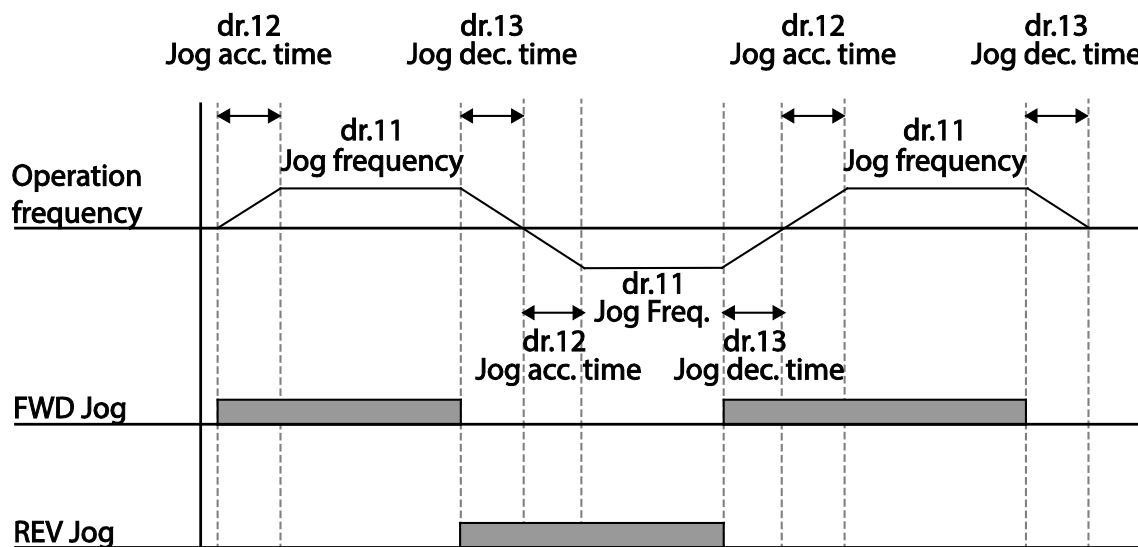 dr.12
Jog acc. time
dr.13
Jog dec. time
dr.12
Jog acc. time
dr.13
Jog dec. time
dr.11
Jog frequency
dr.11
Jog frequency
Operation
frequency
dr.11
Jog Freq.
dr.12
Jog acc. time
dr.13
Jog dec. time
FWD Jog
REV Jog